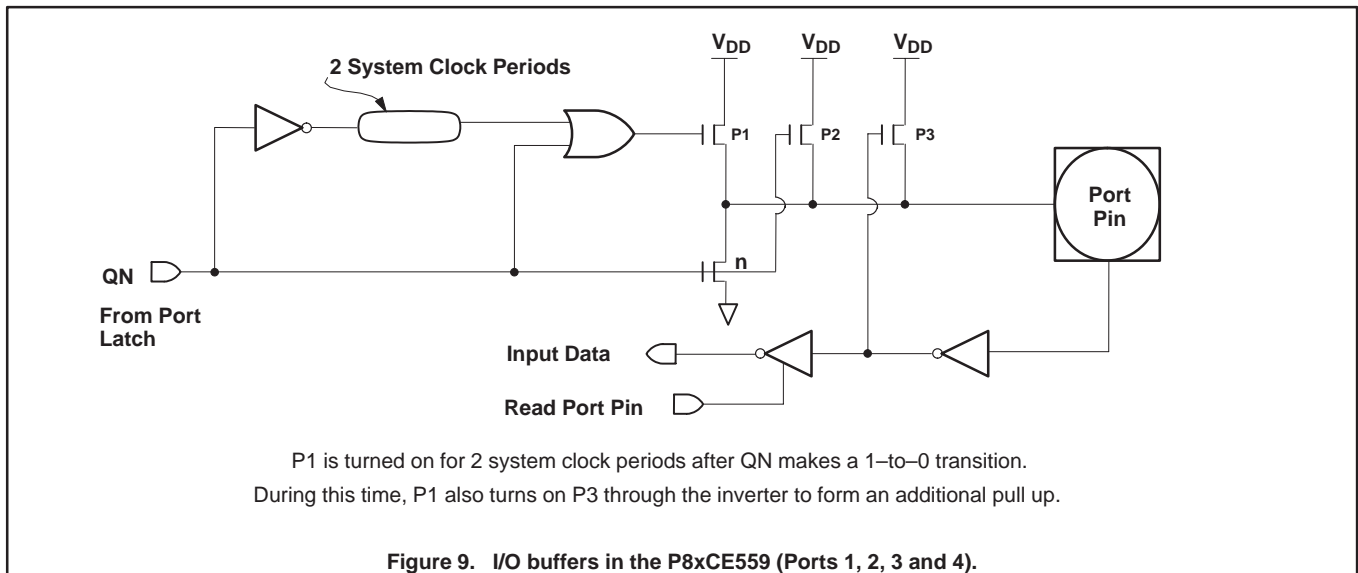 V_DD V_DD V_DD
2 System Clock Periods
P1 P2 P3
Port
Pin
n
QN
From Port
Latch
Input Data
Read Port Pin
P1 is turned on for 2 system clock periods after QN makes a 1–to–0 transition.
During this time, P1 also turns on P3 through the inverter to form an additional pull up.
Figure 9. I/O buffers in the P8xCE559 (Ports 1, 2, 3 and 4).